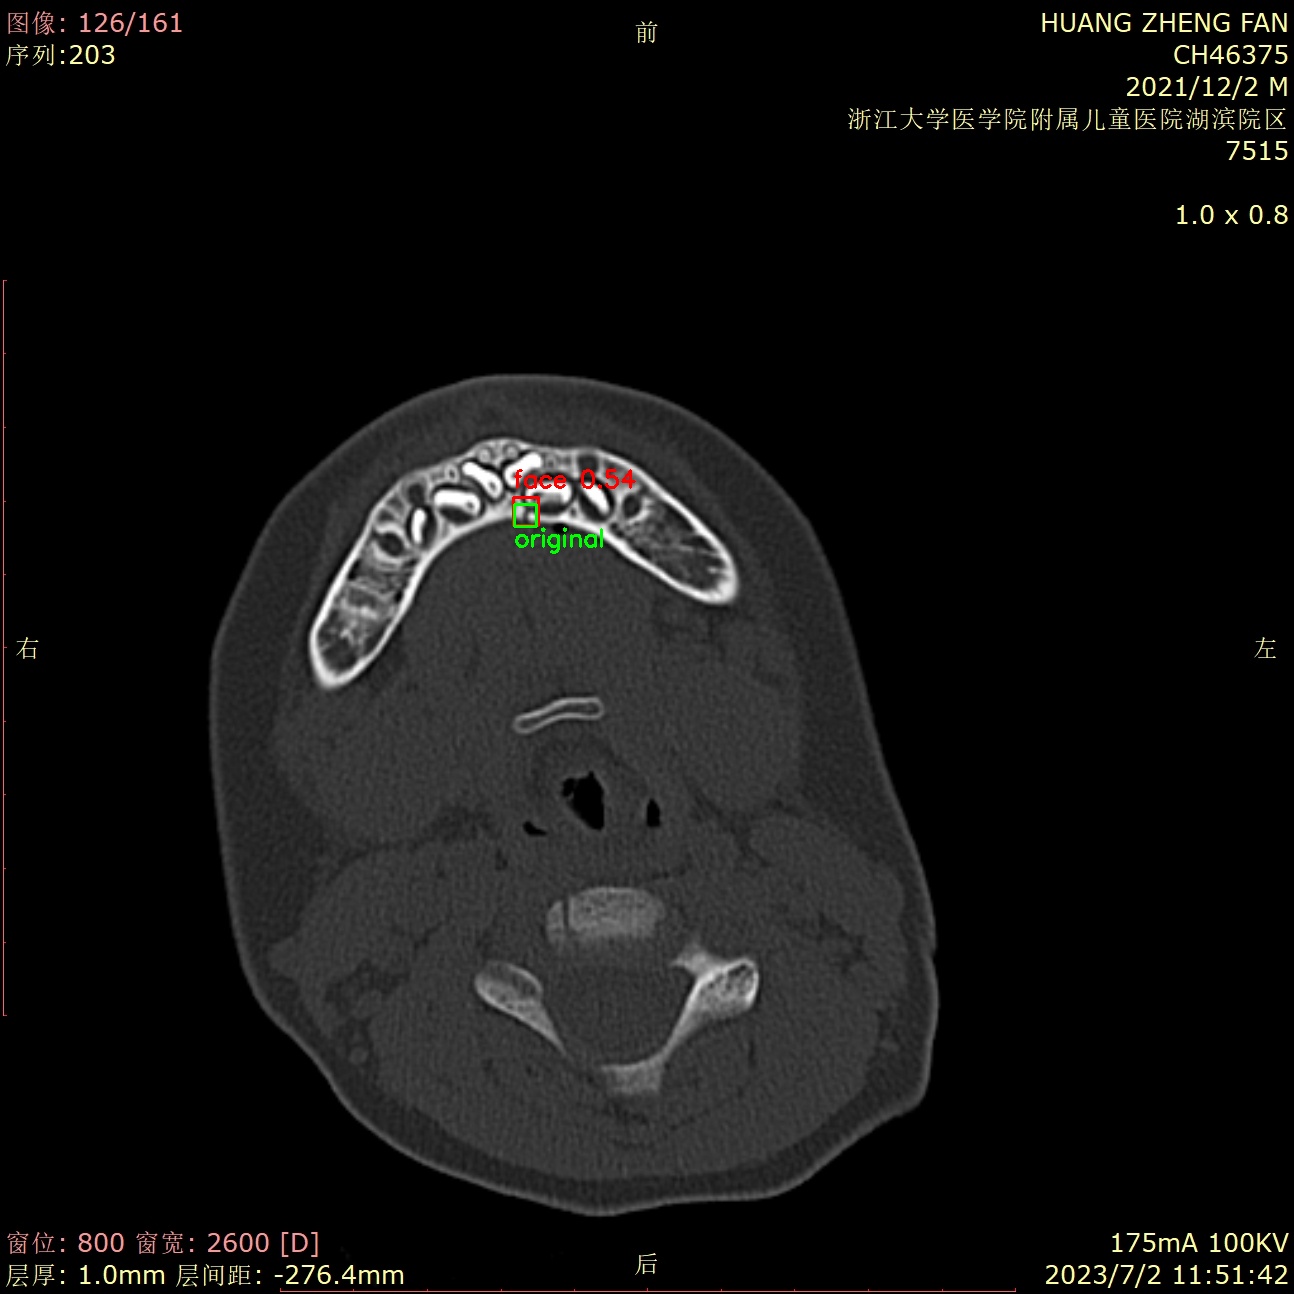 图像: 126/161
序列:203
前
HUANG ZHENG FAN
CH46375
2021/12/2 M
浙江大学医学院附属儿童医院湖滨院区
7515
1.0 x 0.8
face 0.54
original
右
左
窗位: 800 窗宽: 2600 [D]
层厚: 1.0mm 层间距: -276.4mm
后
175mA 100KV
2023/7/2 11:51:42